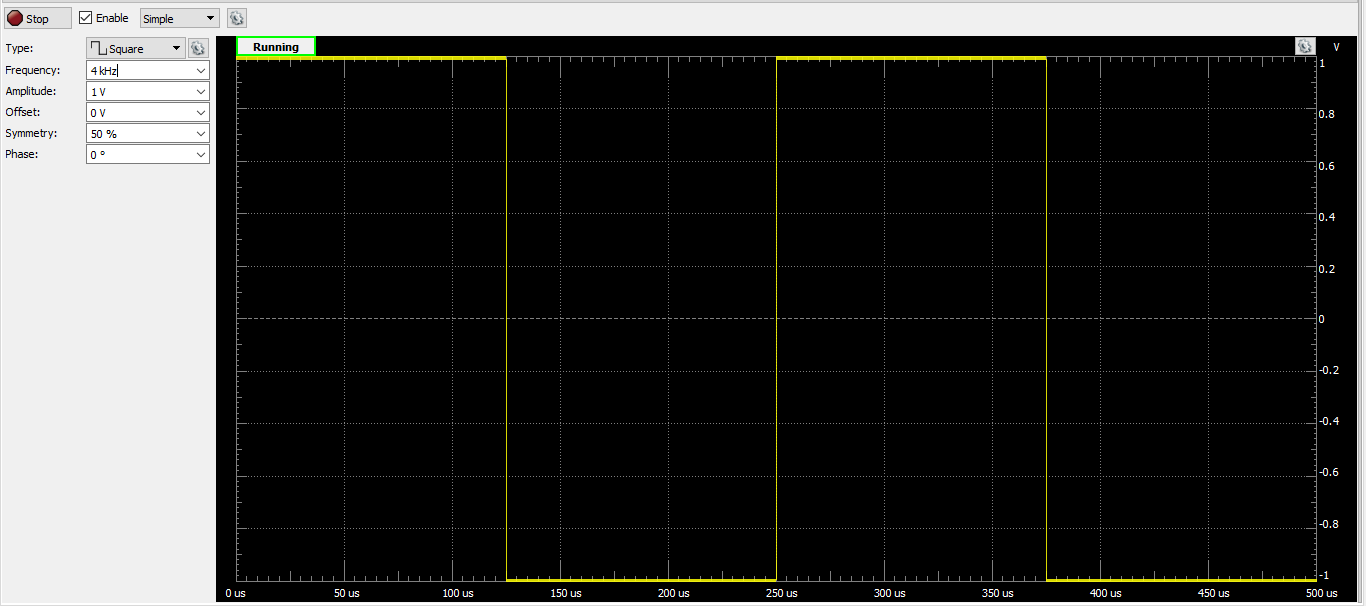 Stop Enable Simple
Type: Square
Frequency: 4 kHz
Amplitude: 1 V
Offset: 0 V
Symmetry: 50 %
Phase: 0 °
Running
V
1
0.8
0.6
0.4
0.2
0
-0.2
-0.4
-0.6
-0.8
-1
0 us 50 us 100 us 150 us 200 us 250 us 300 us 350 us 400 us 450 us 500 us